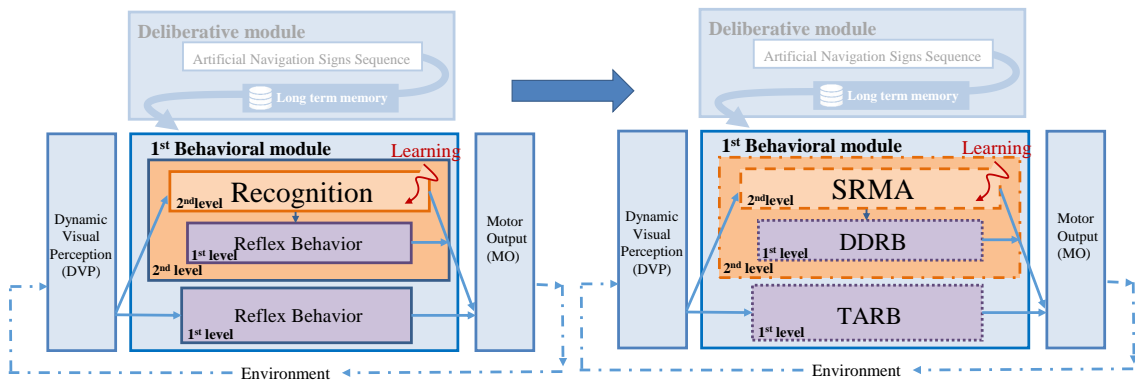 Deliberative module
Artificial Navigation Signs Sequence
Long term memory
1st Behavioral module
Learning
Recognition
2nd level
Reflex Behavior
1st level
2nd level
Reflex Behavior
1st level
Dynamic
Visual
Perception
(DVP)
Motor
Output
(MO)
Environment
Deliberative module
Artificial Navigation Signs Sequence
Long term memory
1st Behavioral module
Learning
SRMA
2nd level
DDRB
1st level
2nd level
TARB
1st level
Dynamic
Visual
Perception
(DVP)
Motor
Output
(MO)
Environment